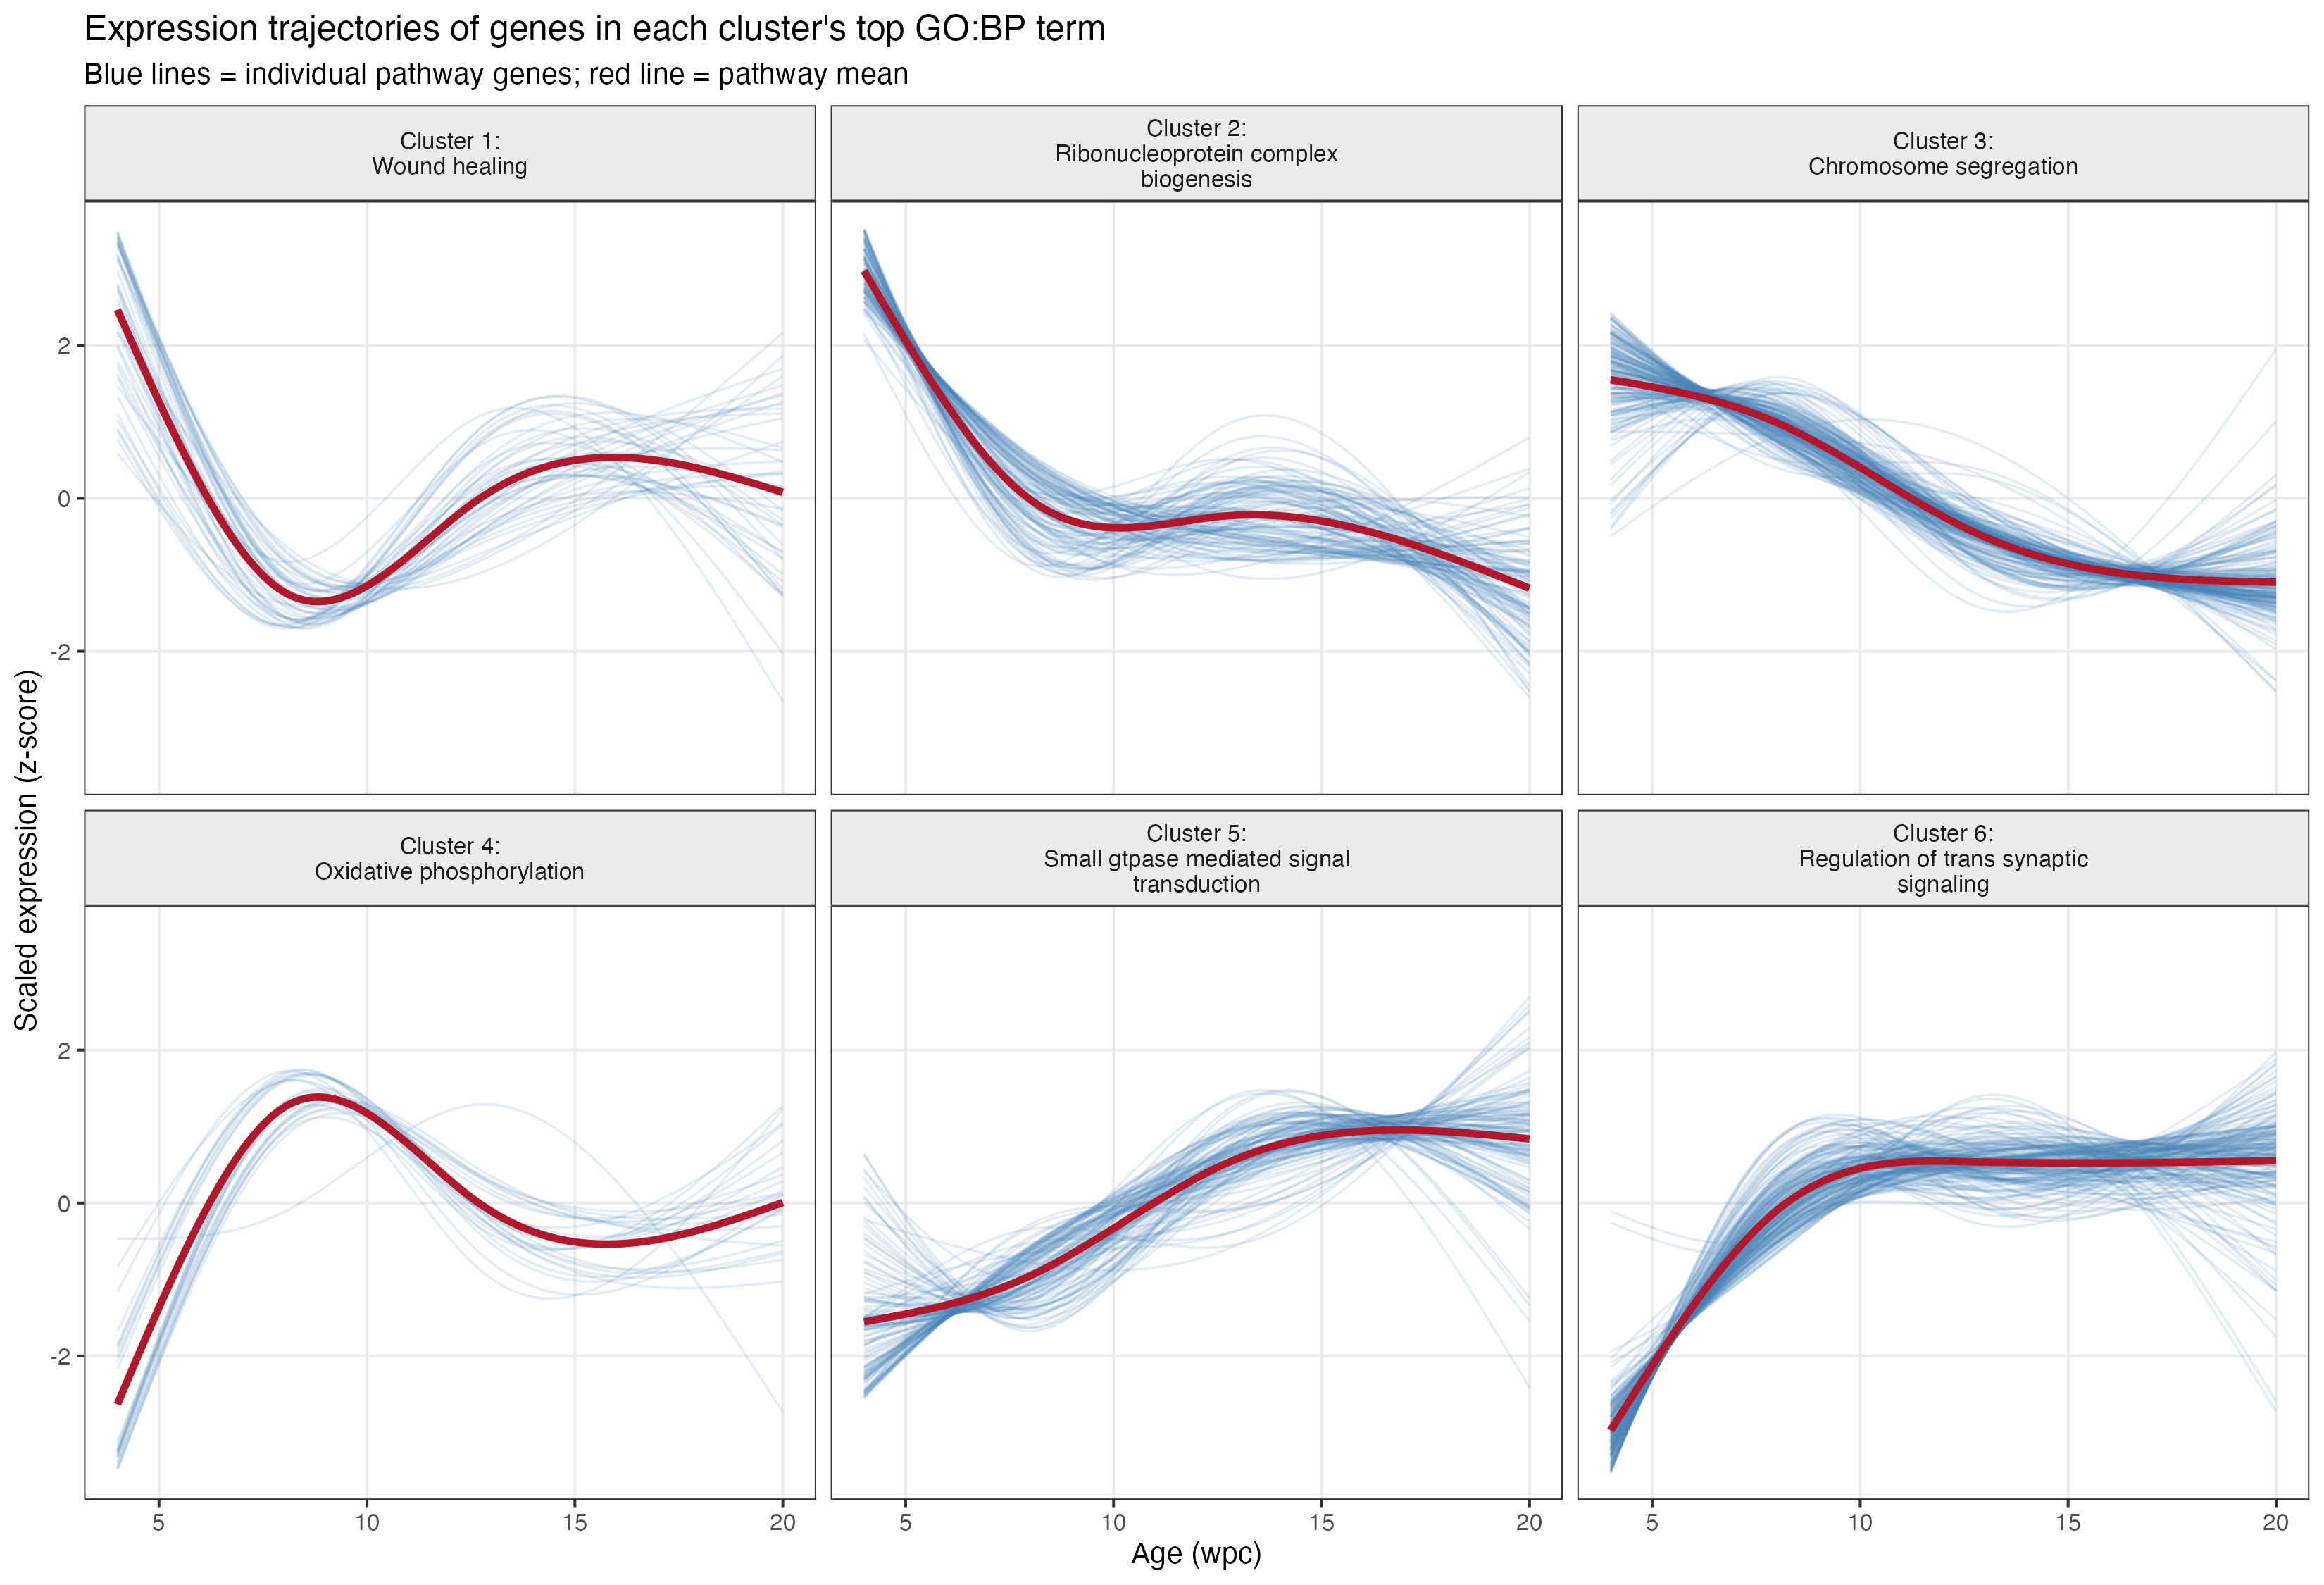 Expression trajectories of genes in each cluster's top GO:BP term
Blue lines = individual pathway genes; red line = pathway mean
Cluster 1:
Wound healing
Cluster 2:
Ribonucleoprotein complex
biogenesis
Cluster 3:
Chromosome segregation
2
0
-2
Cluster 4:
Oxidative phosphorylation
Cluster 5:
Small gtpase mediated signal
transduction
Cluster 6:
Regulation of trans synaptic
signaling
2
0
-2
Scaled expression (z-score)
5 10 15 20 5 10 15 20 5 10 15 20
Age (wpc)